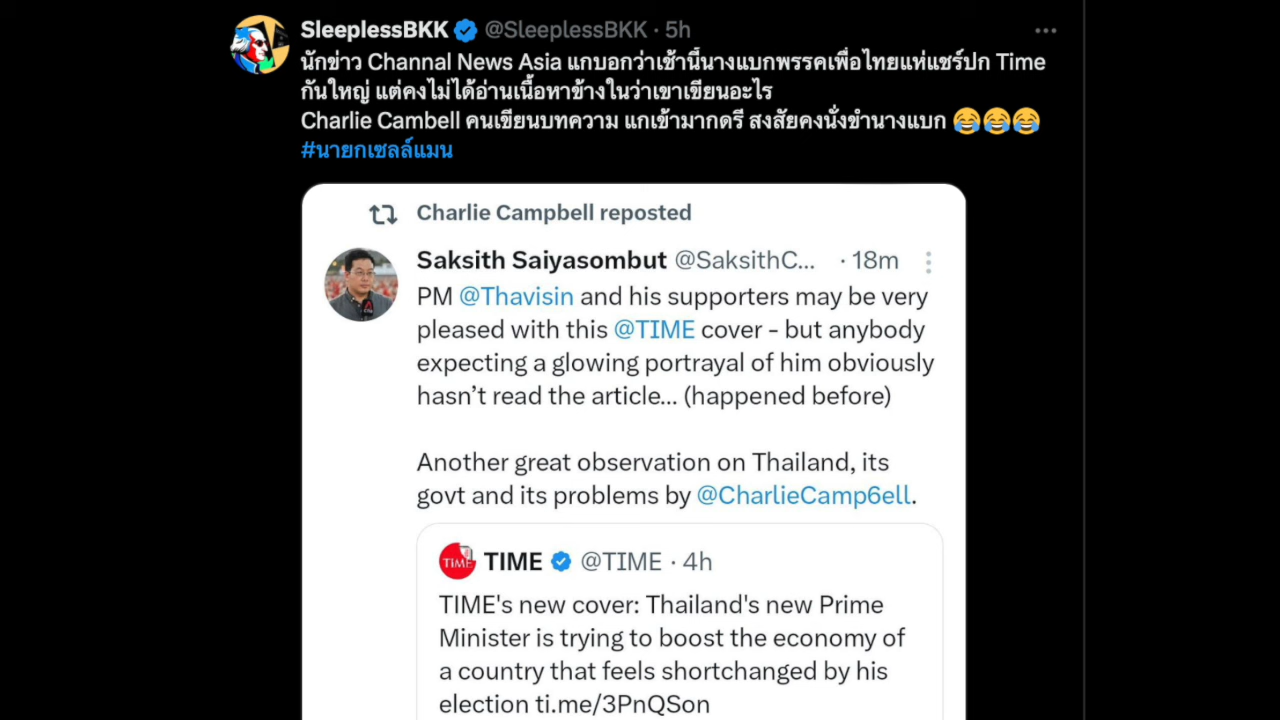 SleeplessBKK @SleeplessBKK · 5h
นักข่าว Channal News Asia แกบอกว่าเช้านี้นางแบกพรรคเพื่อไทยแห่แชร์ปก Time
กันใหญ่ แต่คงไม่ได้อ่านเนื้อหาข้างในว่าเขาเขียนอะไร
Charlie Cambell คนเขียนบทความ แกเข้ามากดรี สงสัยคงนั่งขำนางแบก 😂😂😂
#นายกเซลล์แมน
Charlie Campbell reposted
Saksith Saiyasombut @SaksithC... · 18m
PM @Thavisin and his supporters may be very
pleased with this @TIME cover - but anybody
expecting a glowing portrayal of him obviously
hasn't read the article... (happened before)
Another great observation on Thailand, its
govt and its problems by @CharlieCamp6ell.
TIME
TIME @TIME · 4h
TIME's new cover: Thailand's new Prime
Minister is trying to boost the economy of
a country that feels shortchanged by his
election ti.me/3PnQSon